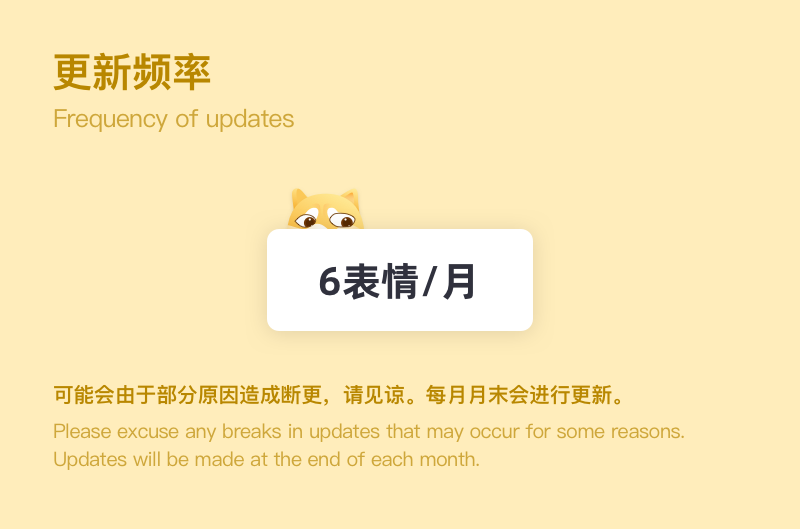 更新频率
Frequency of updates
6表情/月
可能会由于部分原因造成断更，请见谅。每月月末会进行更新。
Please excuse any breaks in updates that may occur for some reasons.
Updates will be made at the end of each month.